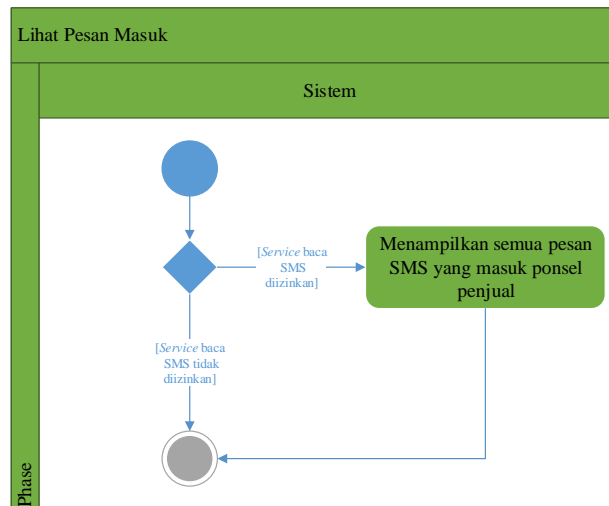 Lihat Pesan Masuk
Sistem
[Service baca
SMS
diizinkan]
Menampilkan semua pesan
SMS yang masuk ponsel
penjual
[Service baca
SMS tidak
diizinkan]
Phase